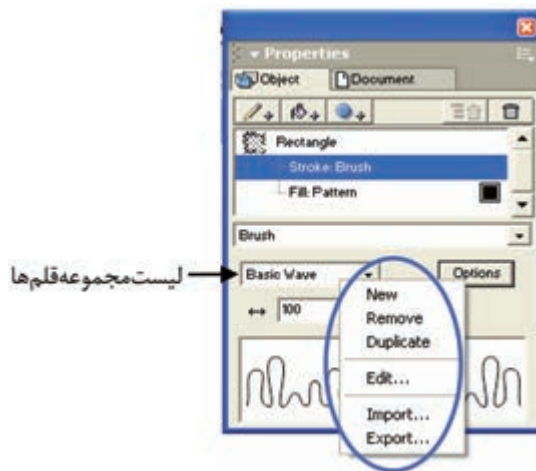 Properties
Object Document
Rectangle
Stroke: Brush
Fill: Pattern
Brush
لیست مجموعه قلم‌ها
Basic Wave Options
100
New
Remove
Duplicate
Edit...
Import...
Export...